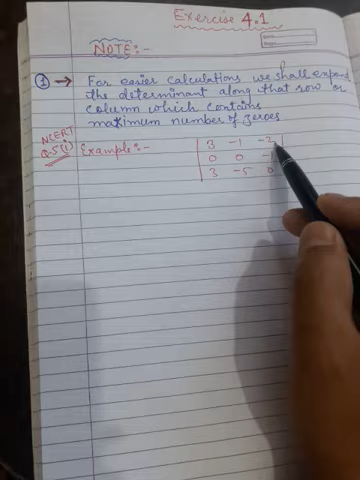 Exercise 4.1
NOTE:-
① → For easier calculations we shall expand
the determinant along that row or
column which contains
maximum number of zeroes
NCERT
Q.5(i)
Example:-
3 -1 -2
0 0 -1
3 -5 0